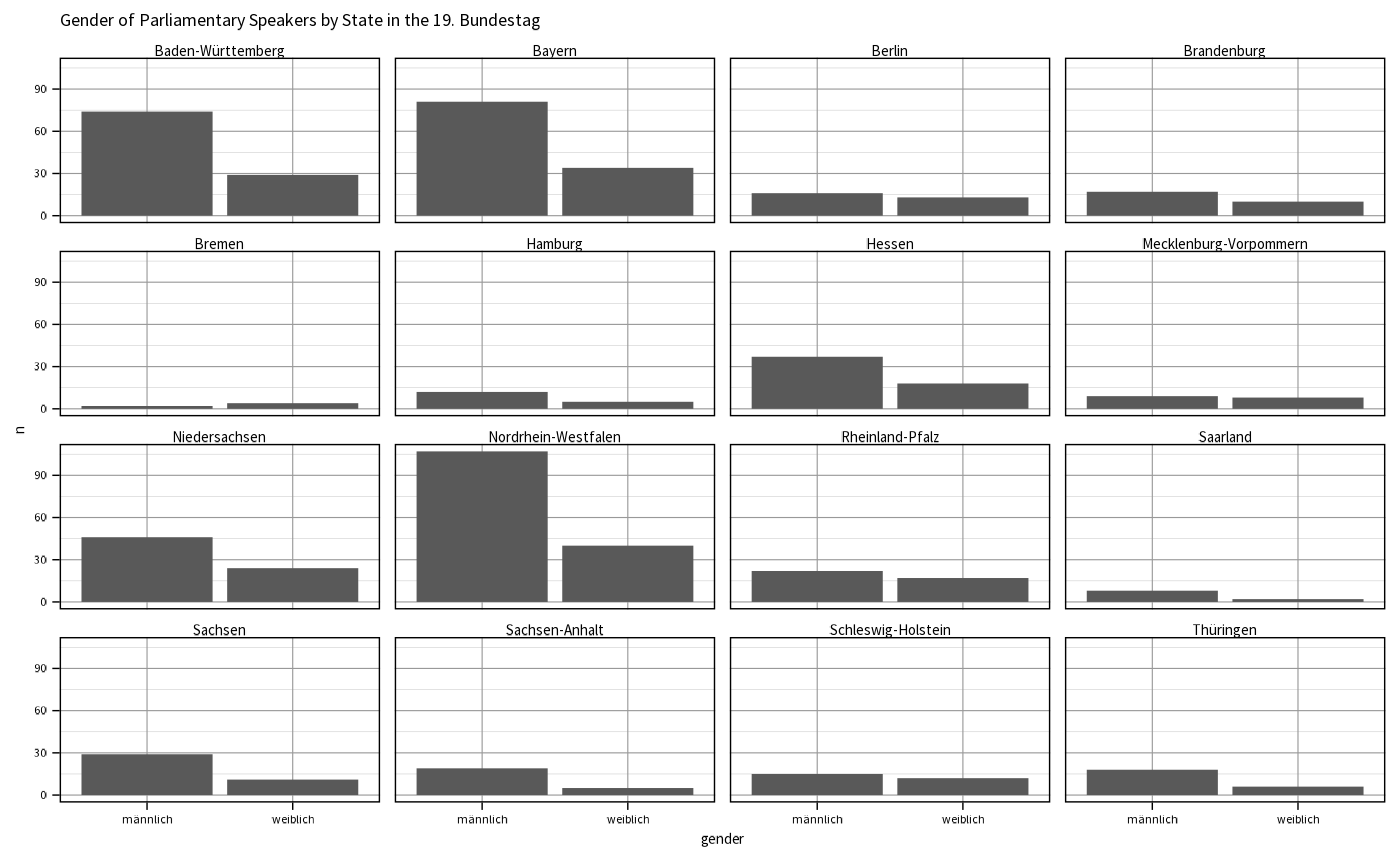 Gender of Parliamentary Speakers by State in the 19. Bundestag
Baden-Württemberg Bayern Berlin Brandenburg
90
60
30
0
Bremen Hamburg Hessen Mecklenburg-Vorpommern
90
60
30
0
n
Niedersachsen Nordrhein-Westfalen Rheinland-Pfalz Saarland
90
60
30
0
Sachsen Sachsen-Anhalt Schleswig-Holstein Thüringen
90
60
30
0
männlich weiblich männlich weiblich männlich weiblich männlich weiblich
gender